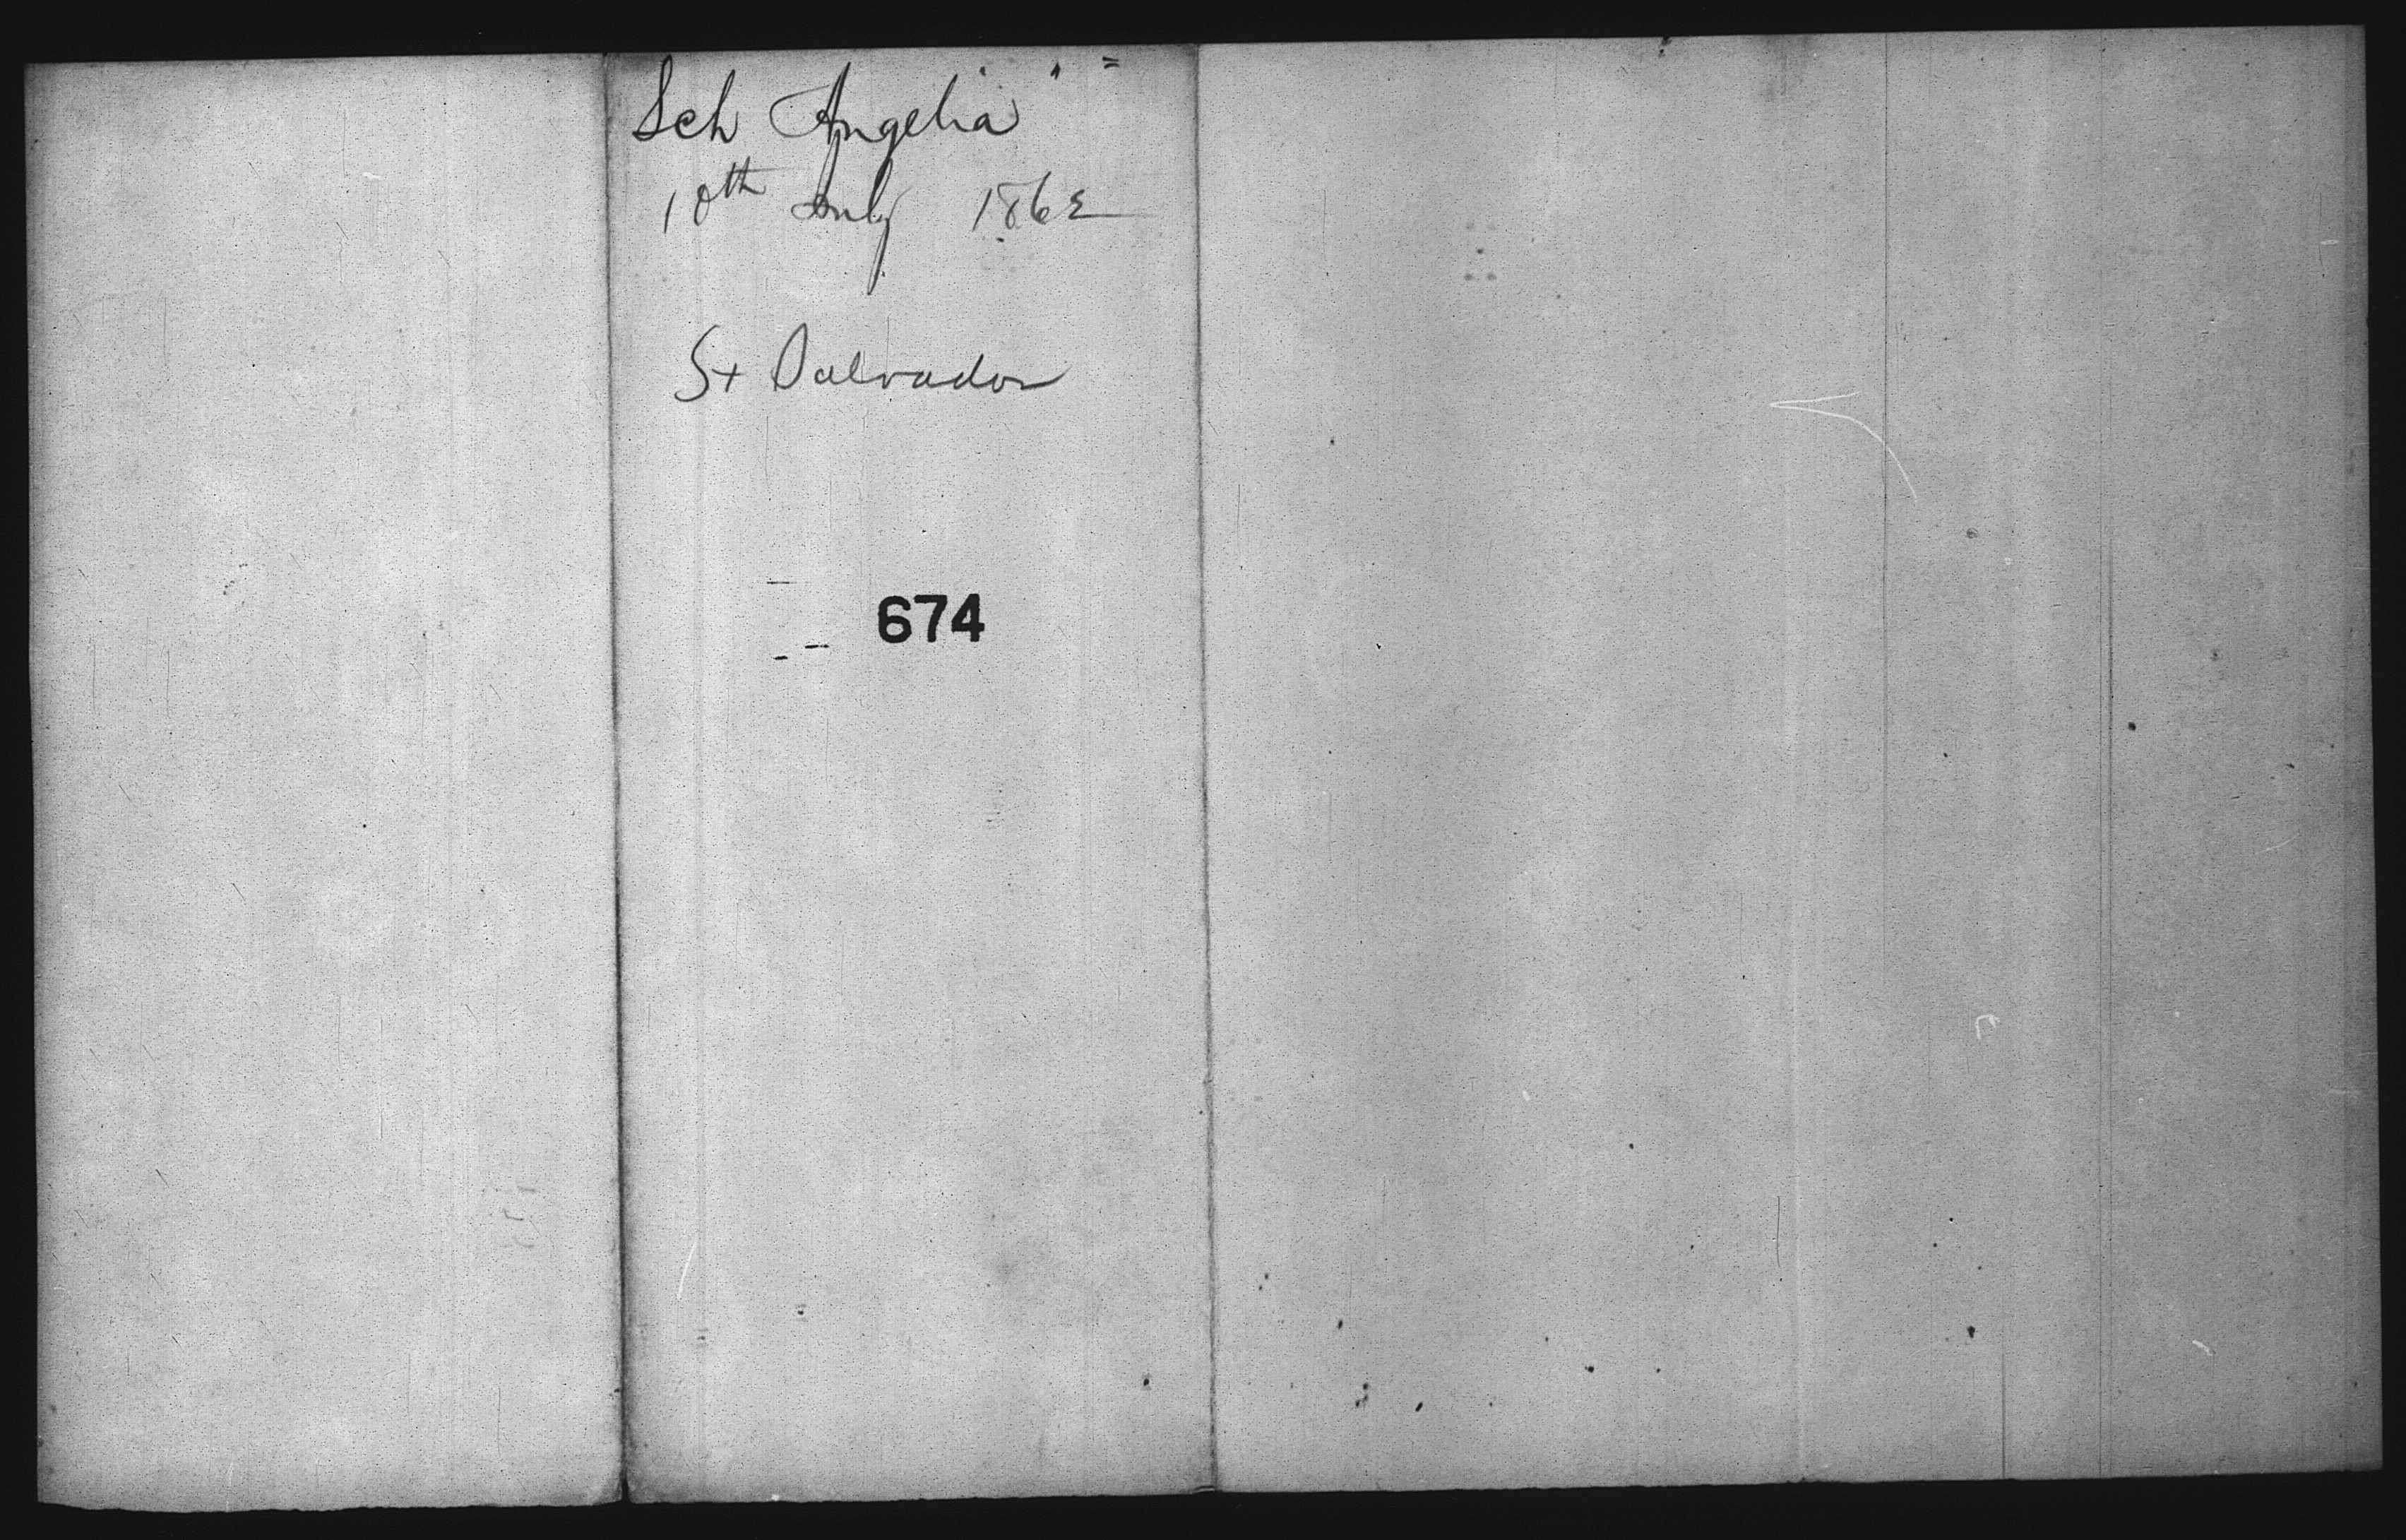 Sch Angelia
10th July 1862
St Salvador
674